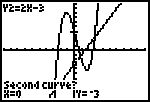 Y2=2X-3
Second curve?
X=0 Y=-3